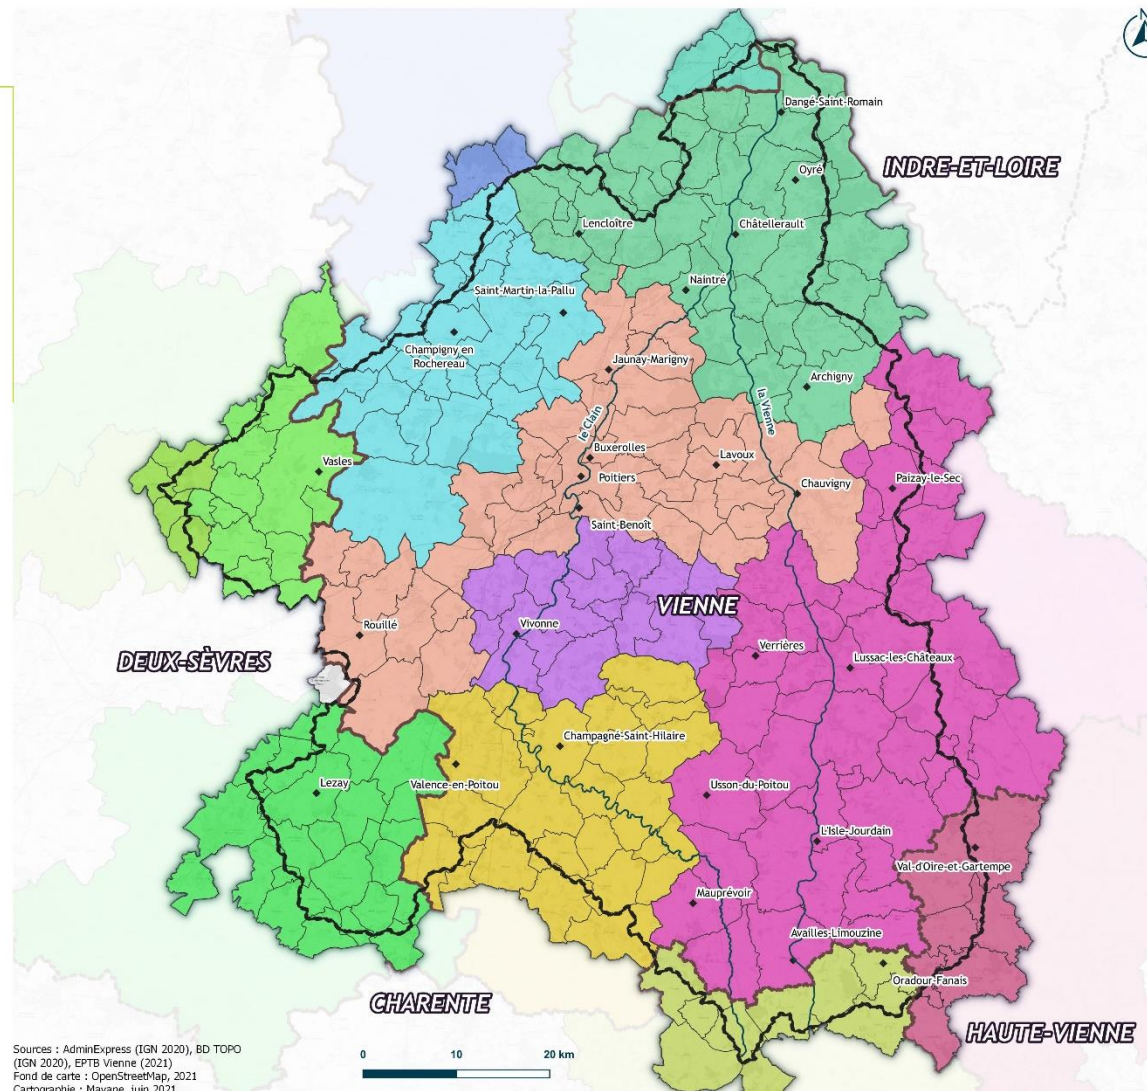 N
Dangé-Saint-Romain
INDRE-ET-LOIRE
Oyré
Lencloître
Châtellerault
Naintré
Saint-Martin-la-Pallu
Champigny en
Rochereau
Jaunay-Marigny
Archigny
la Vienne
le Clain
Buxerolles
Vasles
Lavoux
Poitiers
Paizay-le-Sec
Chauvigny
Saint-Benoît
VIENNE
Rouillé
Vivonne
DEUX-SÈVRES
Verrières
Lussac-les-Châteaux
Champagné-Saint-Hilaire
Lezay
Valence-en-Poitou
Usson-du-Poitou
L'Isle-Jourdain
Val-d'Oire-et-Gartempe
Mauprévoir
Availles-Limouzine
Oradour-Fanais
CHARENTE
HAUTE-VIENNE
Sources : AdminExpress (IGN 2020), BD TOPO
(IGN 2020), EPTB Vienne (2021)
Fond de carte : OpenStreetMap, 2021
Cartographie : Mayane, juin 2021
0 10 20 km